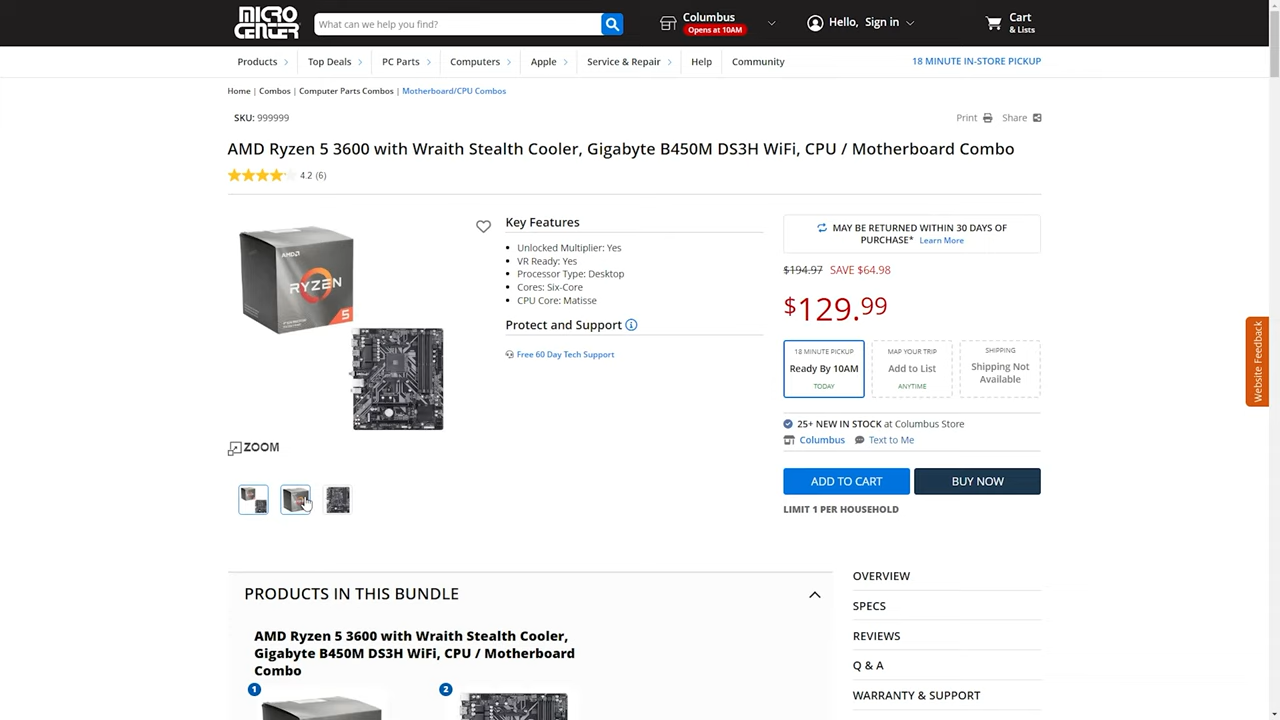 MICRO CENTER
What can we help you find?
Columbus
Opens at 10AM
Hello, Sign in
Cart
& Lists
Products
Top Deals
PC Parts
Computers
Apple
Service & Repair
Help
Community
18 MINUTE IN-STORE PICKUP
Home | Combos | Computer Parts Combos | Motherboard/CPU Combos
SKU: 999999
Print
Share
AMD Ryzen 5 3600 with Wraith Stealth Cooler, Gigabyte B450M DS3H WiFi, CPU / Motherboard Combo
4.2 (6)
AMD
RYZEN
5
ZOOM
Key Features
Unlocked Multiplier: Yes
VR Ready: Yes
Processor Type: Desktop
Cores: Six-Core
CPU Core: Matisse
Protect and Support
Free 60 Day Tech Support
MAY BE RETURNED WITHIN 30 DAYS OF
PURCHASE* Learn More
$194.97 SAVE $64.98
$129.99
18 MINUTE PICKUP
Ready By 10AM
TODAY
MAP YOUR TRIP
Add to List
ANYTIME
SHIPPING
Shipping Not
Available
25+ NEW IN STOCK at Columbus Store
Columbus
Text to Me
ADD TO CART
BUY NOW
LIMIT 1 PER HOUSEHOLD
Website Feedback
PRODUCTS IN THIS BUNDLE
AMD Ryzen 5 3600 with Wraith Stealth Cooler,
Gigabyte B450M DS3H WiFi, CPU / Motherboard
Combo
1
2
OVERVIEW
SPECS
REVIEWS
Q & A
WARRANTY & SUPPORT